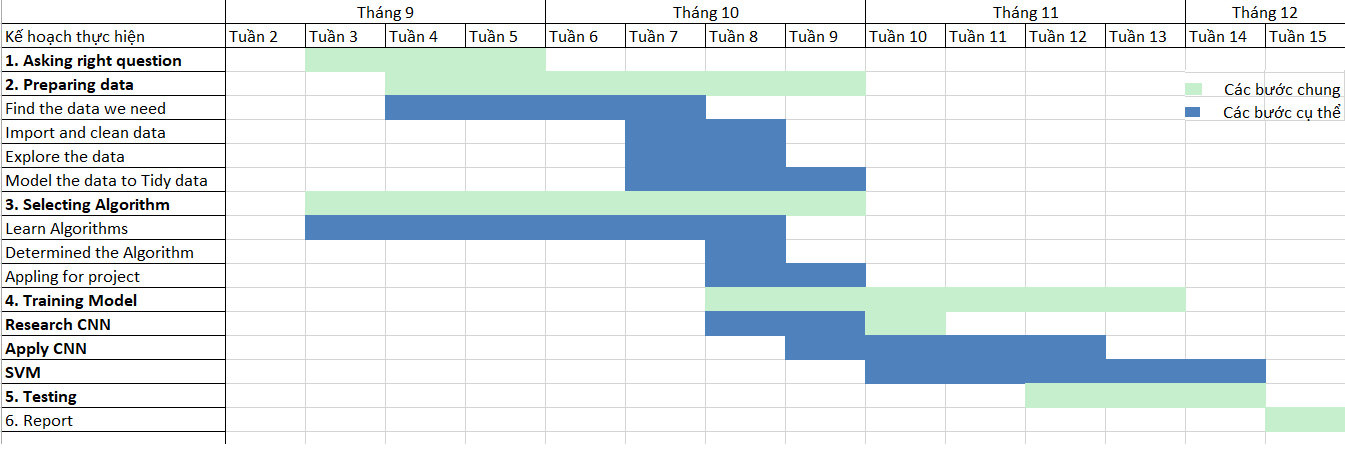 Tháng 9 Tháng 10 Tháng 11 Tháng 12
Kế hoạch thực hiện Tuần 2 Tuần 3 Tuần 4 Tuần 5 Tuần 6 Tuần 7 Tuần 8 Tuần 9 Tuần 10 Tuần 11 Tuần 12 Tuần 13 Tuần 14 Tuần 15
1. Asking right question
2. Preparing data
Các bước chung
Find the data we need
Các bước cụ thể
Import and clean data
Explore the data
Model the data to Tidy data
3. Selecting Algorithm
Learn Algorithms
Determined the Algorithm
Appling for project
4. Training Model
Research CNN
Apply CNN
SVM
5. Testing
6. Report